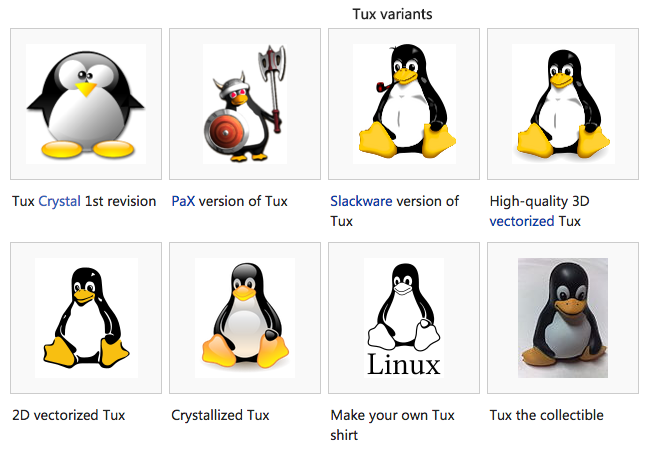 Tux variants
Tux Crystal 1st revision
PaX version of Tux
Slackware version of
Tux
High-quality 3D
vectorized Tux
Linux
2D vectorized Tux
Crystallized Tux
Make your own Tux
shirt
Tux the collectible